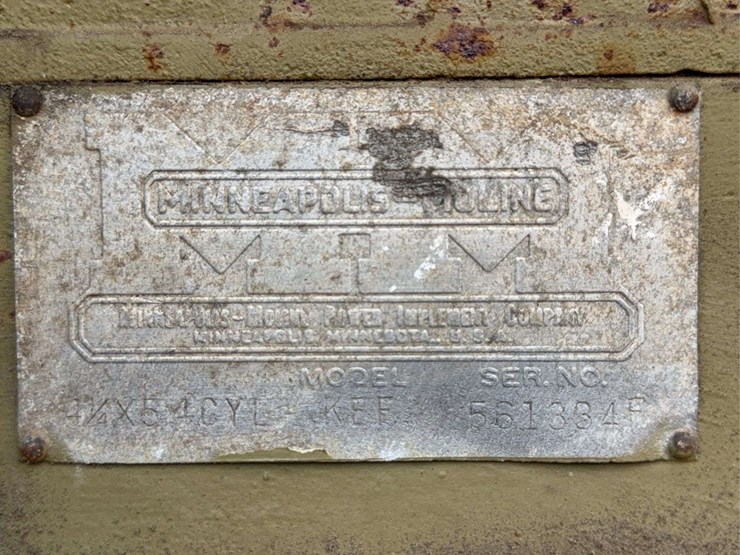 MINNEAPOLIS-MOLINE
MINNEAPOLIS-MOLINE POWER IMPLEMENT COMPANY
MINNEAPOLIS, MINNESOTA, U.S.A.
MODEL SER. NO.
4¼X5 4CYL KEF 561334F